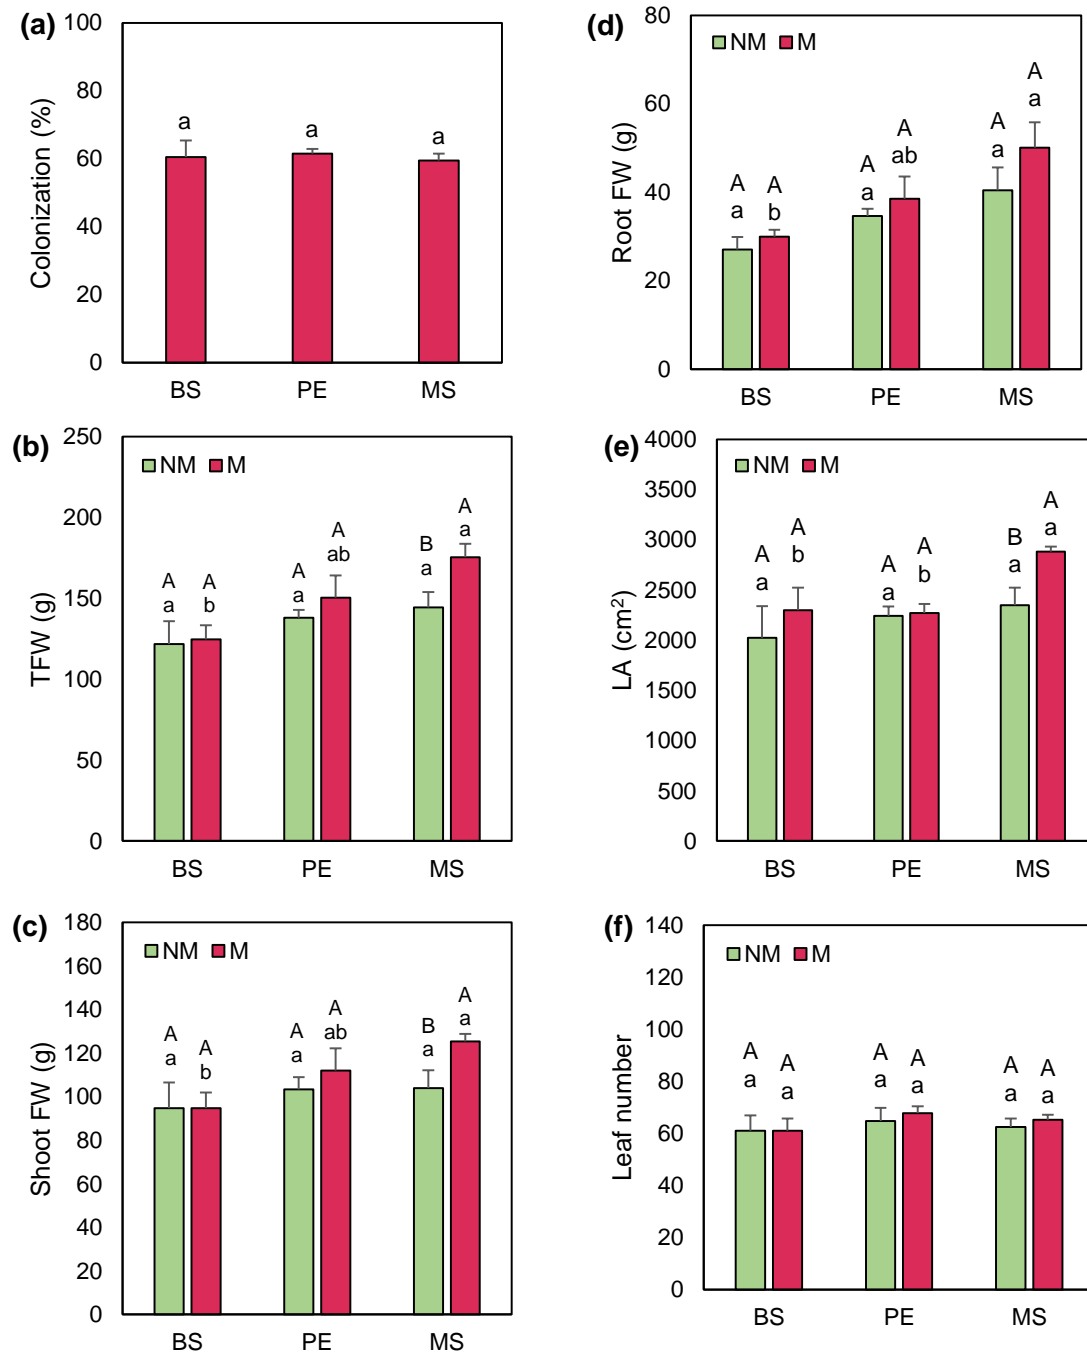 (a)
Colonization (%)
100
80
60
40
20
0
a
a
a
BS PE MS
(b)
TFW (g)
250
200
150
100
50
0
NM M
A A A A B A
a b a ab a a
BS PE MS
(c)
Shoot FW (g)
180
160
140
120
100
80
60
40
20
0
NM M
A A A A B A
a b a ab a a
BS PE MS
(d)
Root FW (g)
80
60
40
20
0
NM M
A A A A A A
a b a ab a a
BS PE MS
(e)
LA (cm²)
4000
3500
3000
2500
2000
1500
1000
500
0
NM M
A A A A B A
a b a b a a
BS PE MS
(f)
Leaf number
140
120
100
80
60
40
20
0
NM M
A A A A A A
a a a a a a
BS PE MS